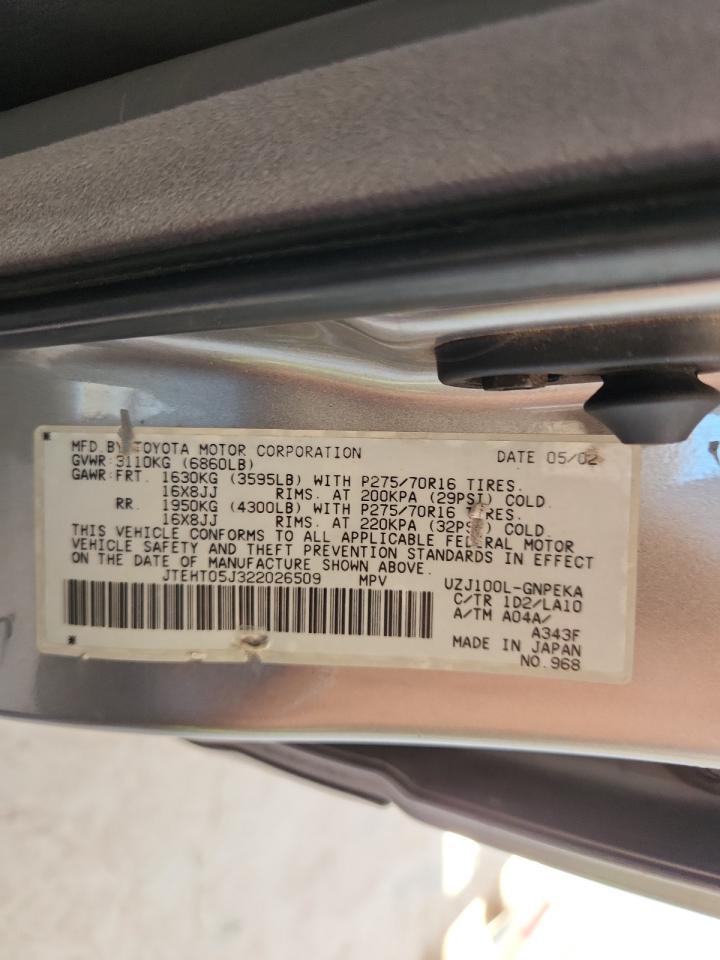 MFD.BY TOYOTA MOTOR CORPORATION DATE 05/02
GVWR:3110KG (6860LB)
GAWR:FRT. 1630KG (3595LB) WITH P275/70R16 TIRES.
16X8JJ RIMS. AT 200KPA (29PSI) COLD.
RR. 1950KG (4300LB) WITH P275/70R16 TIRES.
16X8JJ RIMS. AT 220KPA (32PSI) COLD.
THIS VEHICLE CONFORMS TO ALL APPLICABLE FEDERAL MOTOR
VEHICLE SAFETY AND THEFT PREVENTION STANDARDS IN EFFECT
ON THE DATE OF MANUFACTURE SHOWN ABOVE.
JTEHT05J322026509 MPV UZJ100L-GNPEKA
C/TR 1D2/LA10
A/TM A04A/
A343F
MADE IN JAPAN
NO.968